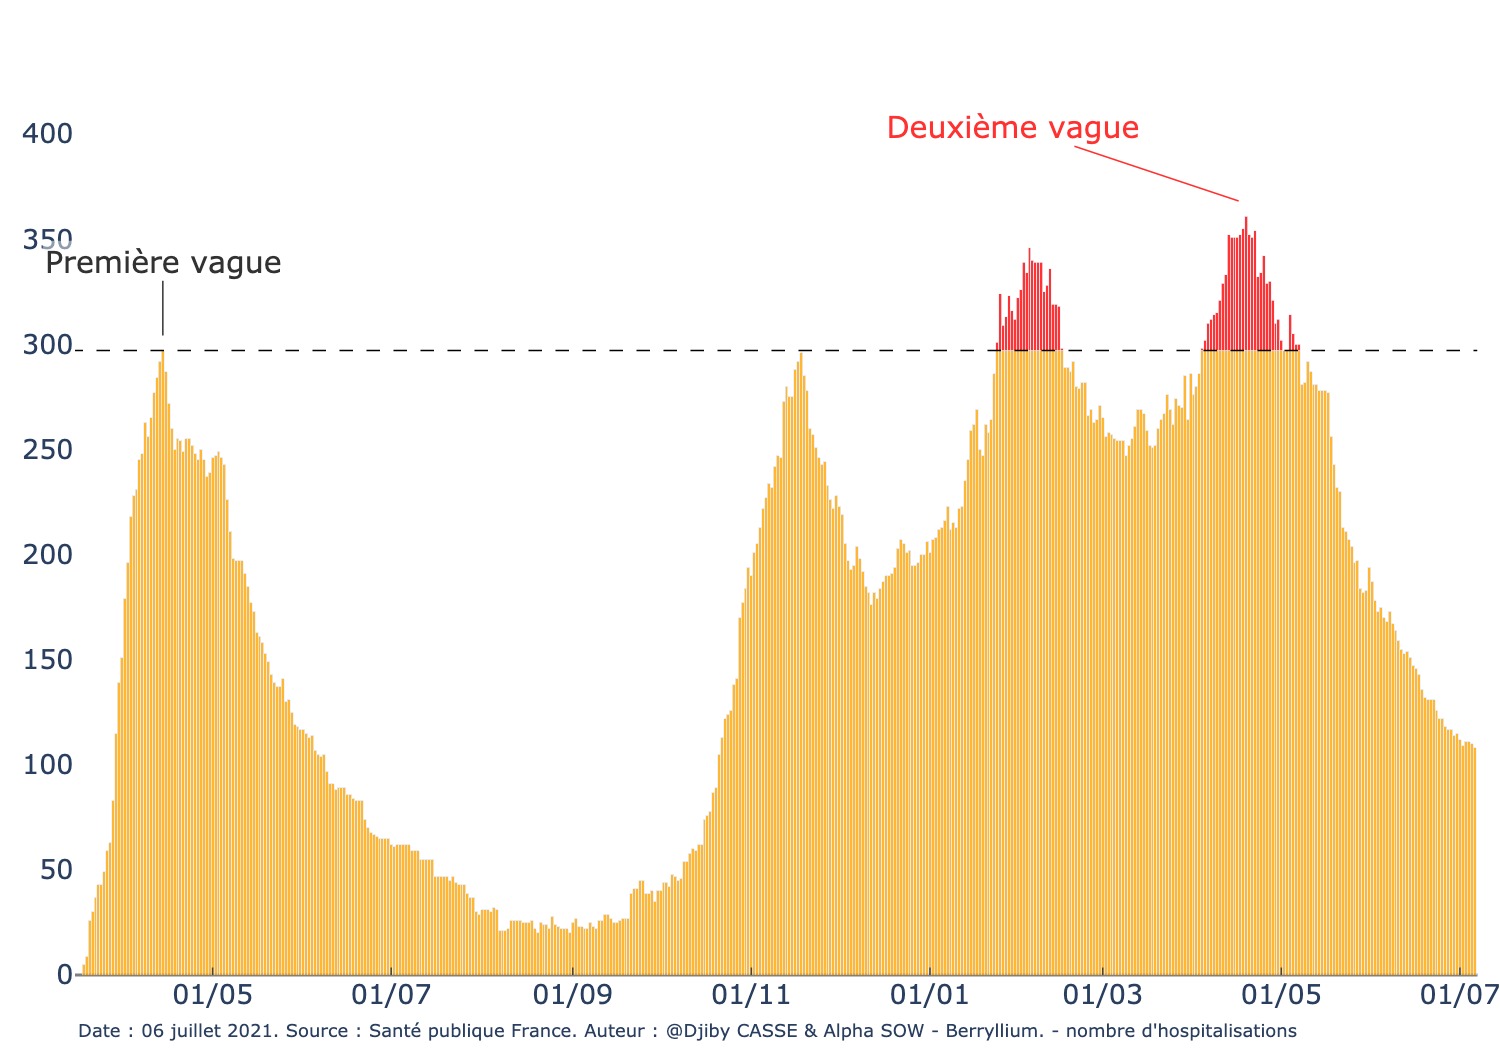 400
Deuxième vague
350
Première vague
300
250
200
150
100
50
0
01/05 01/07 01/09 01/11 01/01 01/03 01/05 01/07
Date : 06 juillet 2021. Source : Santé publique France. Auteur : @Djiby CASSE & Alpha SOW - Berryllium. - nombre d'hospitalisations